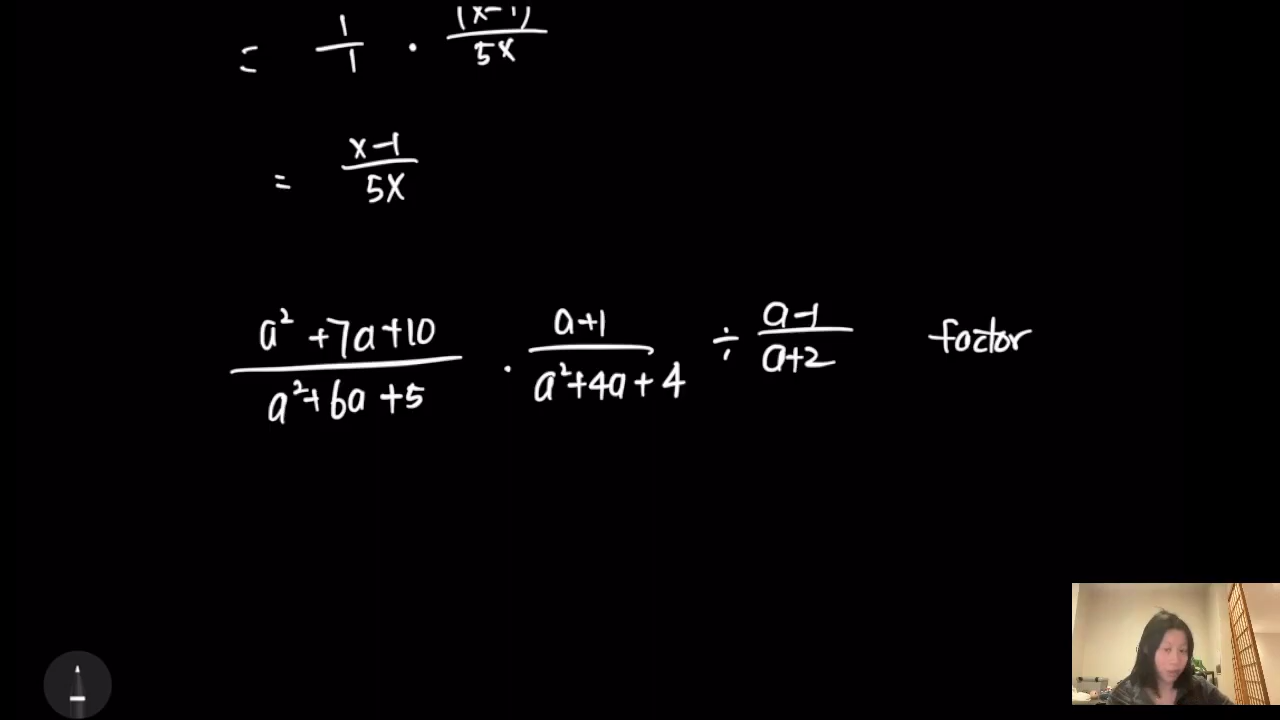 = 1/1 · (x-1)/5x
= x-1/5x
a²+7a+10/a²+6a+5 · a+1/a²+4a+4 ÷ a-1/a+2 factor